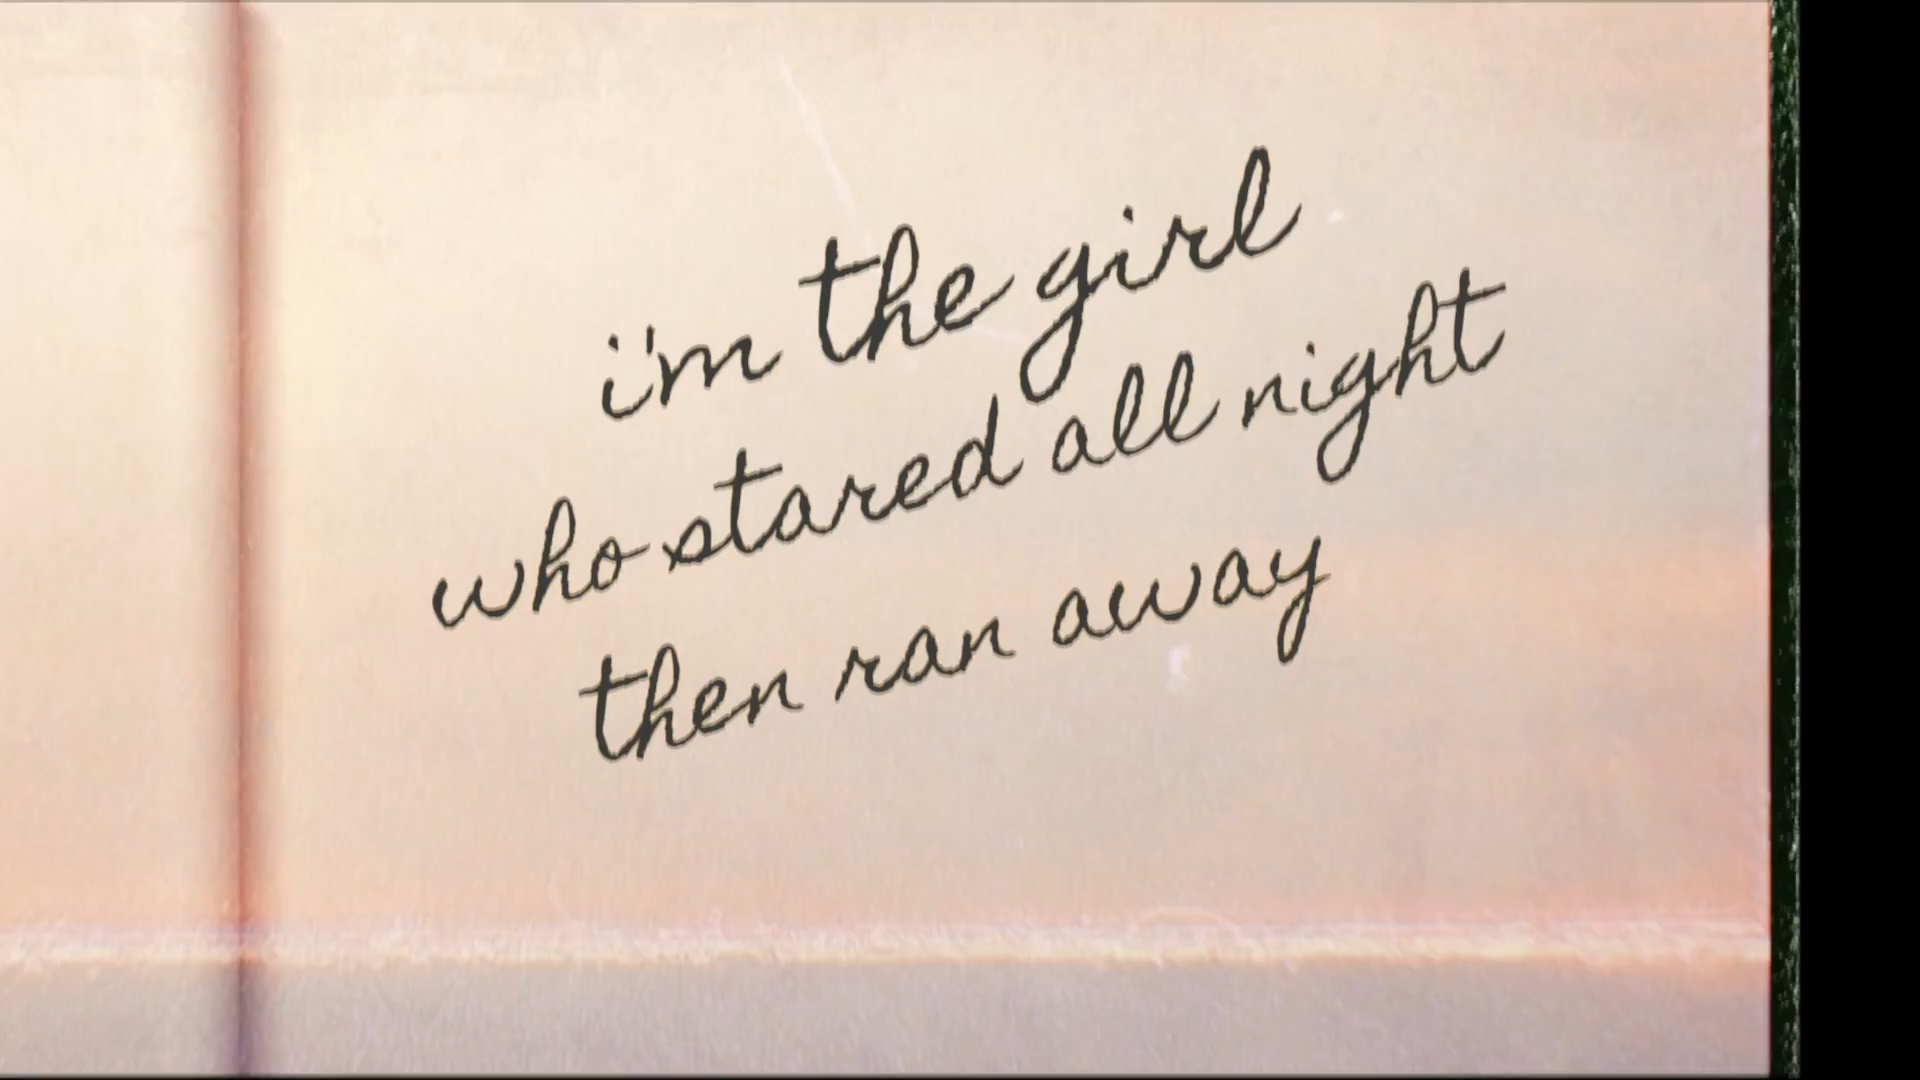 i'm the girl
who stared all night
then ran away